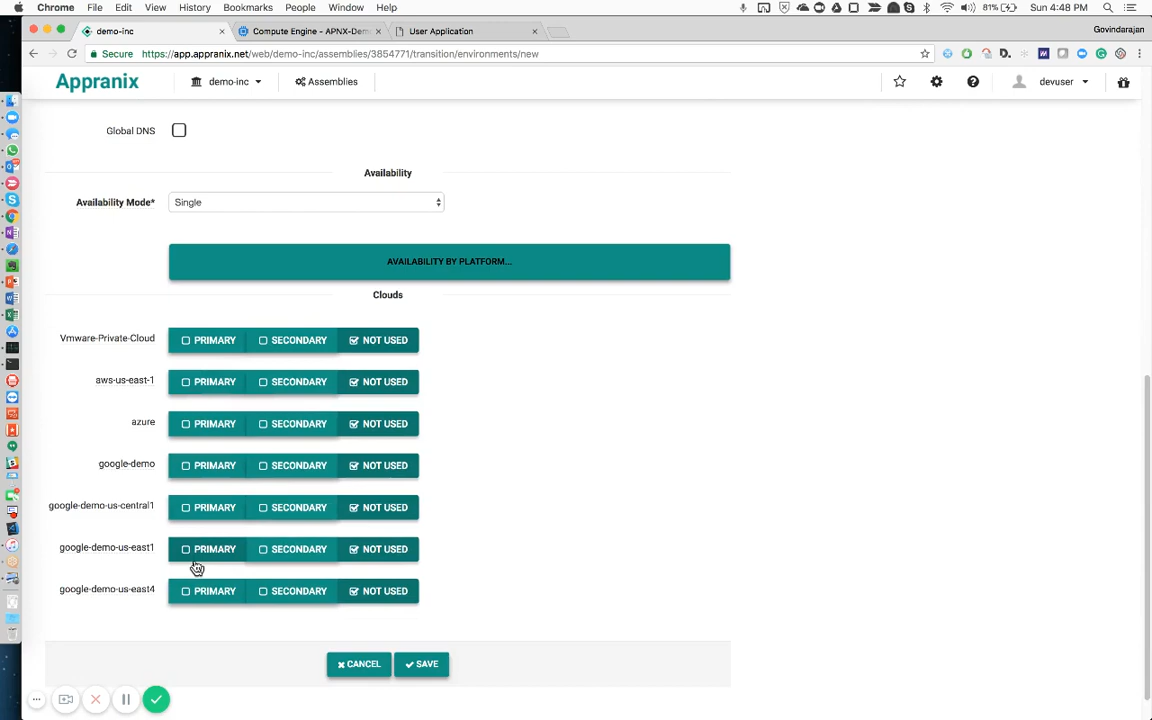 Chrome File Edit View History Bookmarks People Window Help 81% Sun 4:48 PM
demo-inc Compute Engine - APNX-Dem User Application Govindarajan
Secure https://app.appranix.net/web/demo-inc/assemblies/3854771/transition/environments/new
Appranix demo-inc Assemblies devuser
Global DNS
Availability
Availability Mode* Single
AVAILABILITY BY PLATFORM...
Clouds
Vmware-Private-Cloud PRIMARY SECONDARY NOT USED
aws-us-east-1 PRIMARY SECONDARY NOT USED
azure PRIMARY SECONDARY NOT USED
google-demo PRIMARY SECONDARY NOT USED
google-demo-us-central1 PRIMARY SECONDARY NOT USED
google-demo-us-east1 PRIMARY SECONDARY NOT USED
google-demo-us-east4 PRIMARY SECONDARY NOT USED
CANCEL SAVE